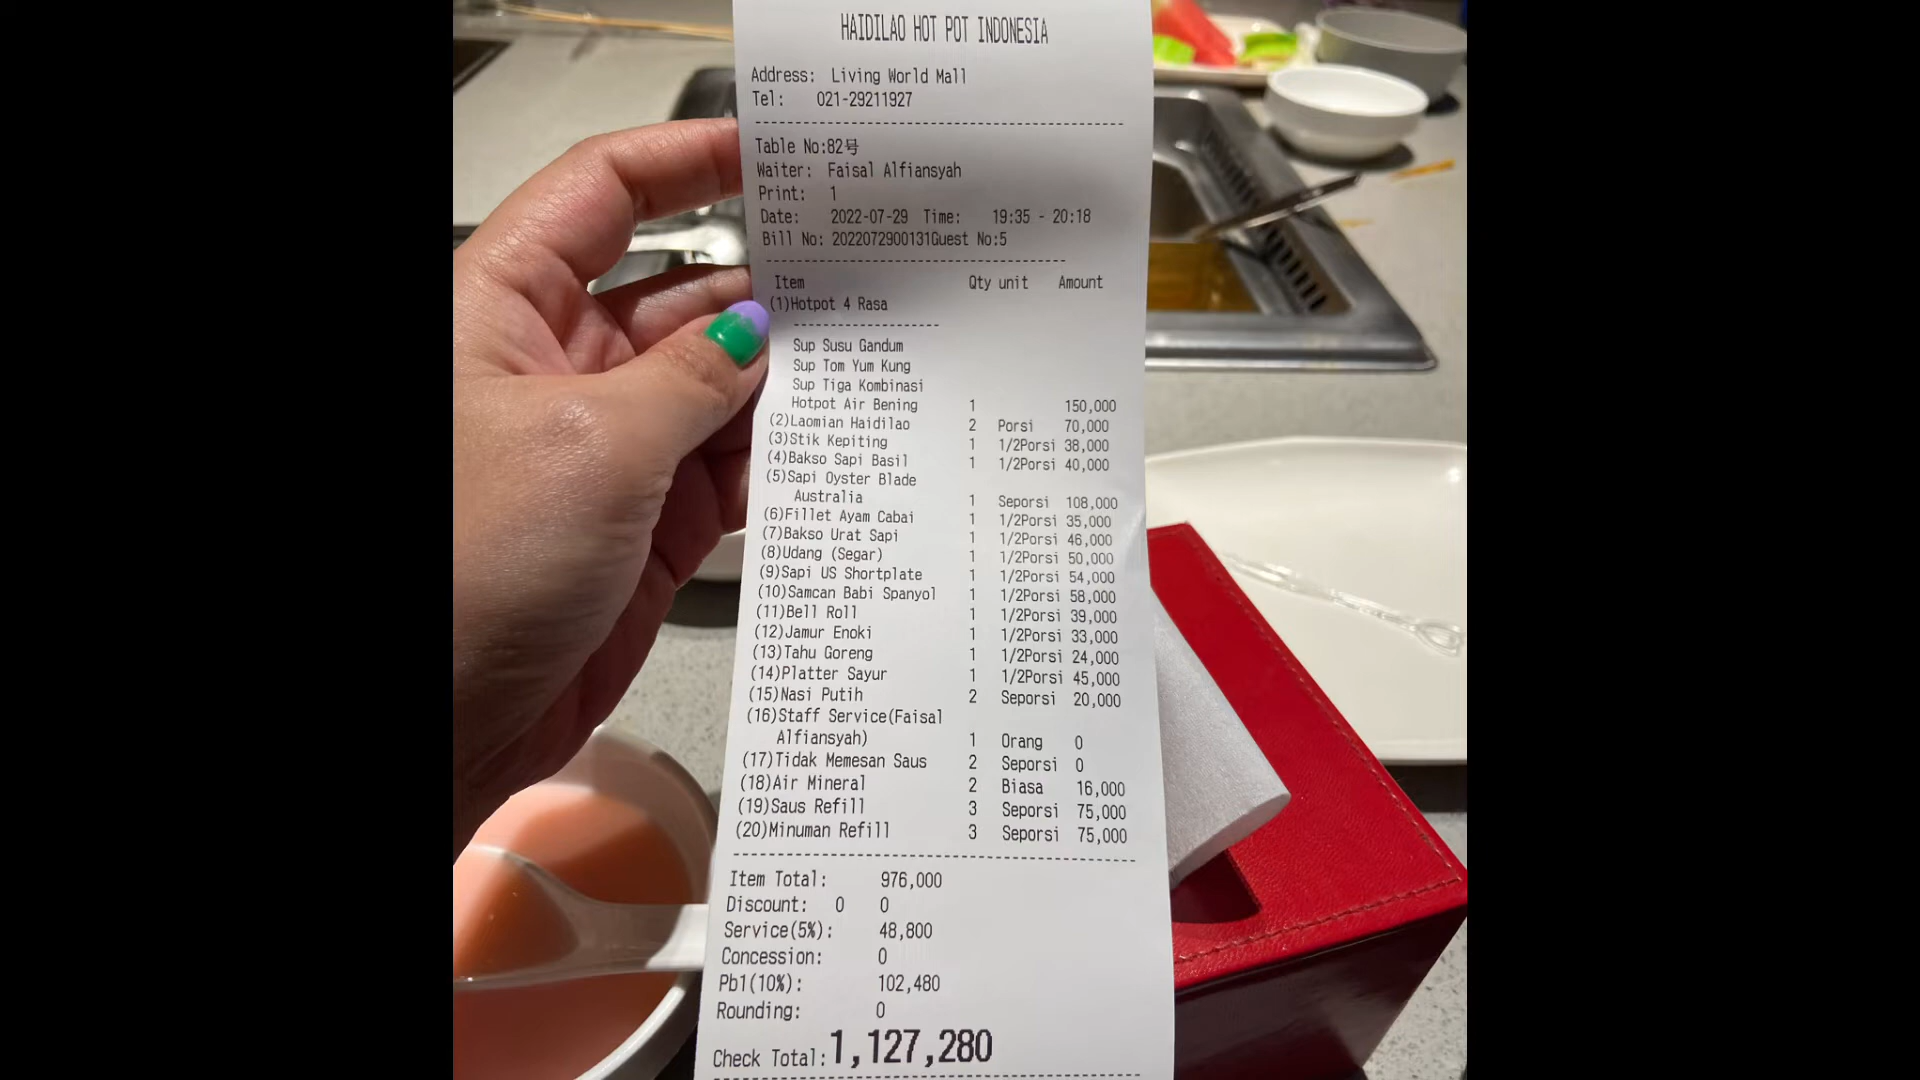 HAIDILAO HOT POT INDONESIA
Address: Living World Mall
Tel: 021-29211927
Table No:82号
Waiter: Faisal Alfiansyah
Print: 1
Date: 2022-07-29 Time: 19:35 - 20:18
Bill No: 2022072900131Guest No:5
Item Qty unit Amount
(1)Hotpot 4 Rasa
Sup Susu Gandum
Sup Tom Yum Kung
Sup Tiga Kombinasi
Hotpot Air Bening 1 150,000
(2)Laomian Haidilao 2 Porsi 70,000
(3)Stik Kepiting 1 1/2Porsi 38,000
(4)Bakso Sapi Basil 1 1/2Porsi 40,000
(5)Sapi Oyster Blade
Australia 1 Seporsi 108,000
(6)Fillet Ayam Cabai 1 1/2Porsi 35,000
(7)Bakso Urat Sapi 1 1/2Porsi 46,000
(8)Udang (Segar) 1 1/2Porsi 50,000
(9)Sapi US Shortplate 1 1/2Porsi 54,000
(10)Samcan Babi Spanyol 1 1/2Porsi 58,000
(11)Bell Roll 1 1/2Porsi 39,000
(12)Jamur Enoki 1 1/2Porsi 33,000
(13)Tahu Goreng 1 1/2Porsi 24,000
(14)Platter Sayur 1 1/2Porsi 45,000
(15)Nasi Putih 2 Seporsi 20,000
(16)Staff Service(Faisal
Alfiansyah) 1 Orang 0
(17)Tidak Memesan Saus 2 Seporsi 0
(18)Air Mineral 2 Biasa 16,000
(19)Saus Refill 3 Seporsi 75,000
(20)Minuman Refill 3 Seporsi 75,000
Item Total: 976,000
Discount: 0 0
Service(5%): 48,800
Concession: 0
Pb1(10%): 102,480
Rounding: 0
Check Total:1,127,280